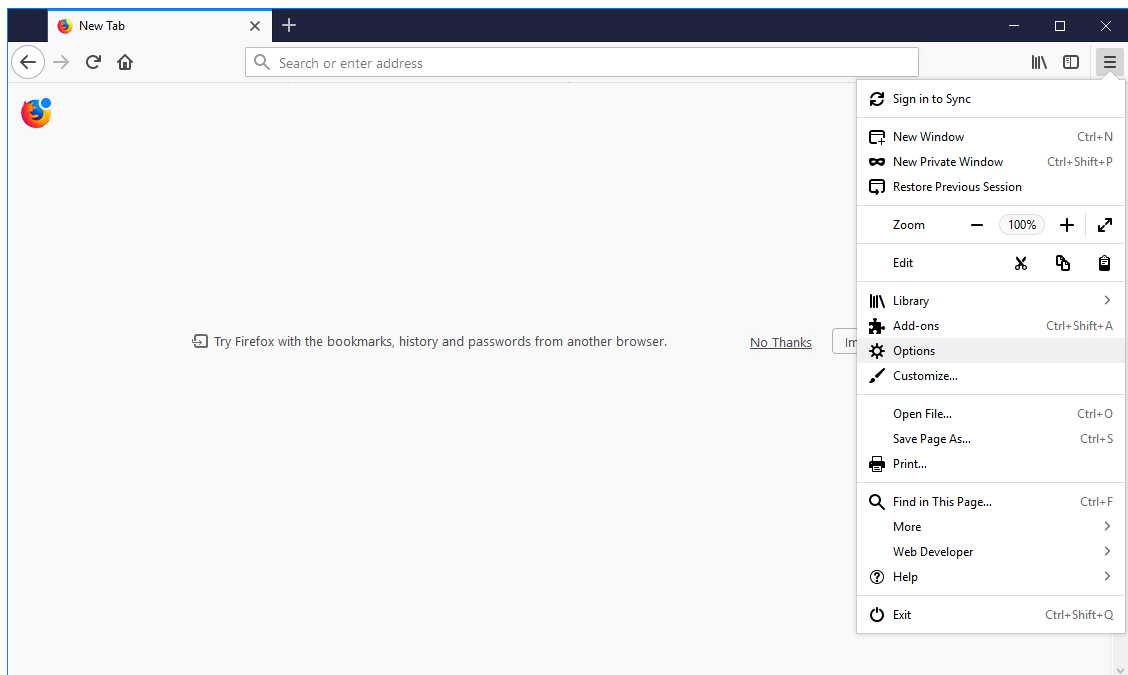 New Tab
Search or enter address
Sign in to Sync
New Window Ctrl+N
New Private Window Ctrl+Shift+P
Restore Previous Session
Zoom 100%
Edit
Library
Add-ons Ctrl+Shift+A
Try Firefox with the bookmarks, history and passwords from another browser. No Thanks Im
Options
Customize...
Open File... Ctrl+O
Save Page As... Ctrl+S
Print...
Find in This Page... Ctrl+F
More
Web Developer
Help
Exit Ctrl+Shift+Q